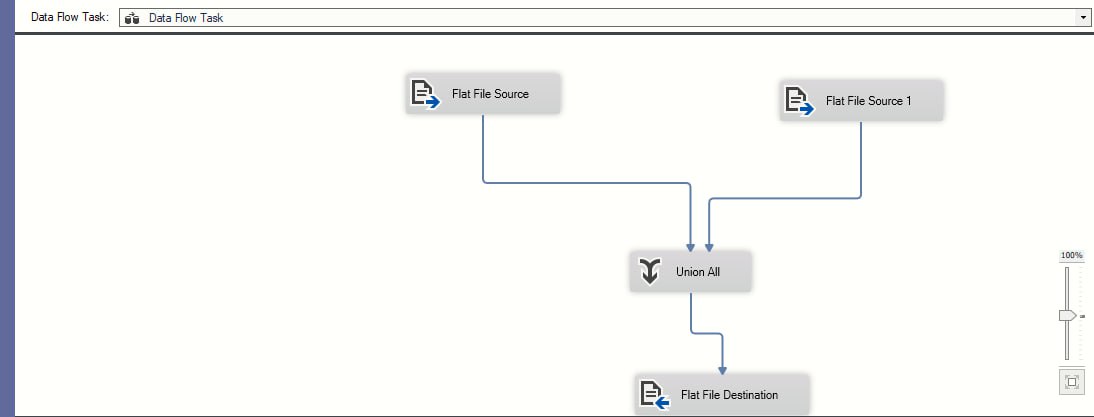 Data Flow Task: Data Flow Task
Flat File Source
Flat File Source 1
100%
Union All
Flat File Destination